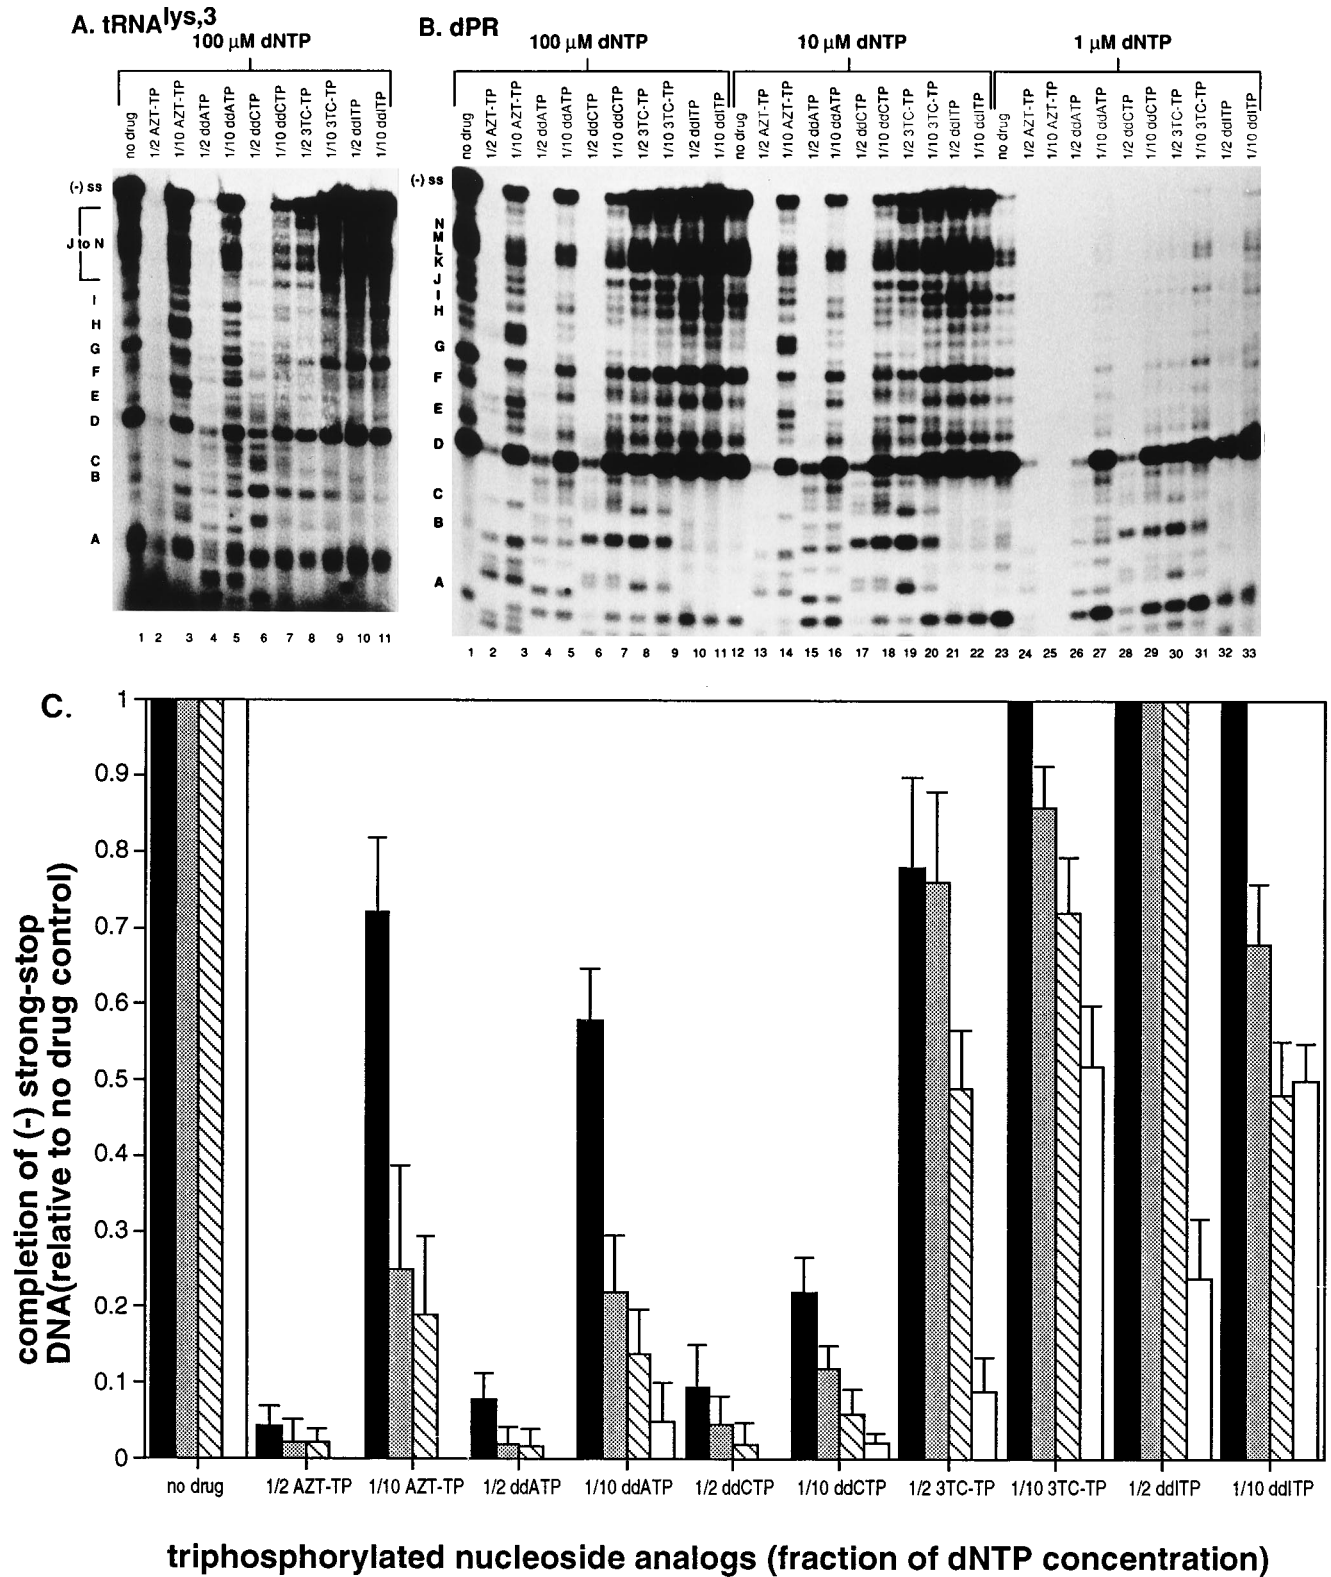 A. tRNAlys,3
100 µM dNTP
no drug
1/2 AZT-TP
1/10 AZT-TP
1/2 ddATP
1/10 ddATP
1/2 ddCTP
1/10 ddCTP
1/2 3TC-TP
1/10 3TC-TP
1/2 ddITP
1/10 ddITP
(-) ss
J to N
I
H
G
F
E
D
C
B
A
1 2 3 4 5 6 7 8 9 10 11
B. dPR
100 µM dNTP
10 µM dNTP
1 µM dNTP
no drug
1/2 AZT-TP
1/10 AZT-TP
1/2 ddATP
1/10 ddATP
1/2 ddCTP
1/10 ddCTP
1/2 3TC-TP
1/10 3TC-TP
1/2 ddITP
1/10 ddITP
no drug
1/2 AZT-TP
1/10 AZT-TP
1/2 ddATP
1/10 ddATP
1/2 ddCTP
1/10 ddCTP
1/2 3TC-TP
1/10 3TC-TP
1/2 ddITP
1/10 ddITP
no drug
1/2 AZT-TP
1/10 AZT-TP
1/2 ddATP
1/10 ddATP
1/2 ddCTP
1/10 ddCTP
1/2 3TC-TP
1/10 3TC-TP
1/2 ddITP
1/10 ddITP
(-) ss
N
M
L
K
J
I
H
G
F
E
D
C
B
A
1 2 3 4 5 6 7 8 9 10 11 12 13 14 15 16 17 18 19 20 21 22 23 24 25 26 27 28 29 30 31 32 33
C.
completion of (-) strong-stop
DNA(relative to no drug control)
1
0.9
0.8
0.7
0.6
0.5
0.4
0.3
0.2
0.1
0
no drug 1/2 AZT-TP 1/10 AZT-TP 1/2 ddATP 1/10 ddATP 1/2 ddCTP 1/10 ddCTP 1/2 3TC-TP 1/10 3TC-TP 1/2 ddITP 1/10 ddITP
triphosphorylated nucleoside analogs (fraction of dNTP concentration)